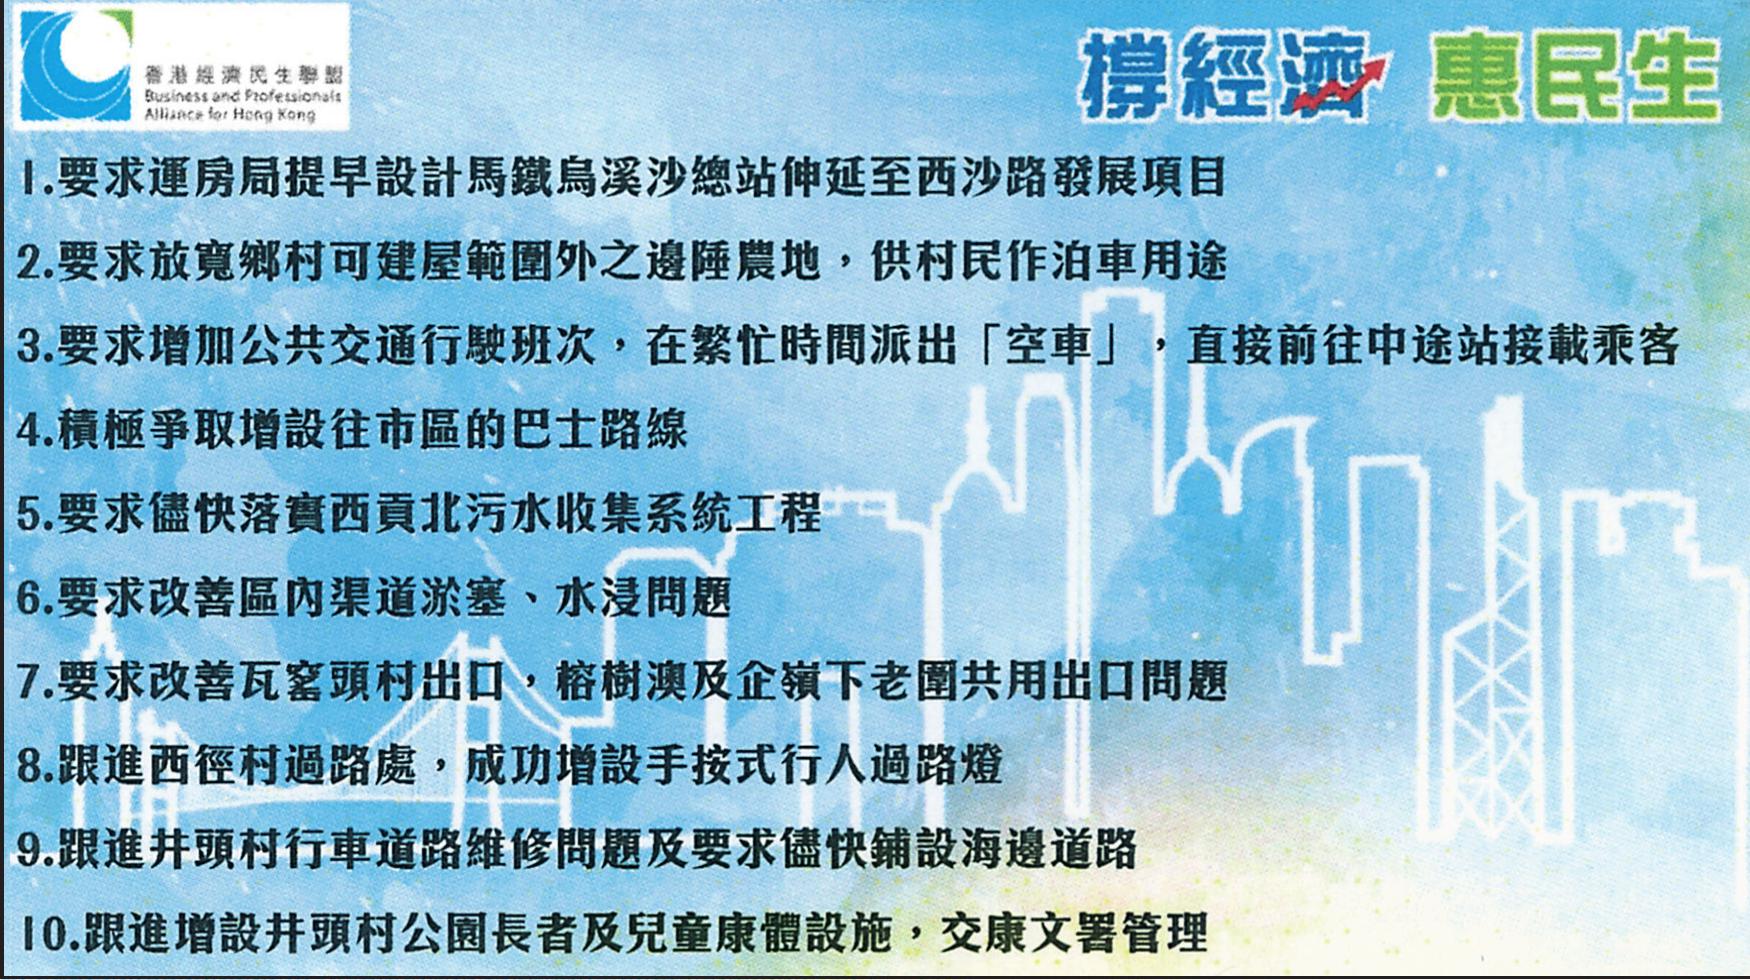 香港經濟民生聯盟
Business and Professionals
Alliance for Hong Kong
撐經濟 惠民生
1.要求運房局提早設計馬鐵烏溪沙總站伸延至西沙路發展項目
2.要求放寬鄉村可建屋範圍外之邊陲農地，供村民作泊車用途
3.要求增加公共交通行駛班次，在繁忙時間派出「空車」，直接前往中途站接載乘客
4.積極爭取增設往市區的巴士路線
5.要求儘快落實西貢北污水收集系統工程
6.要求改善區內渠道淤塞、水浸問題
7.要求改善瓦窰頭村出口，榕樹澳及企嶺下老圍共用出口問題
8.跟進西徑村過路處，成功增設手按式行人過路燈
9.跟進井頭村行車道路維修問題及要求儘快鋪設海邊道路
10.跟進增設井頭村公園長者及兒童康體設施，交康文署管理